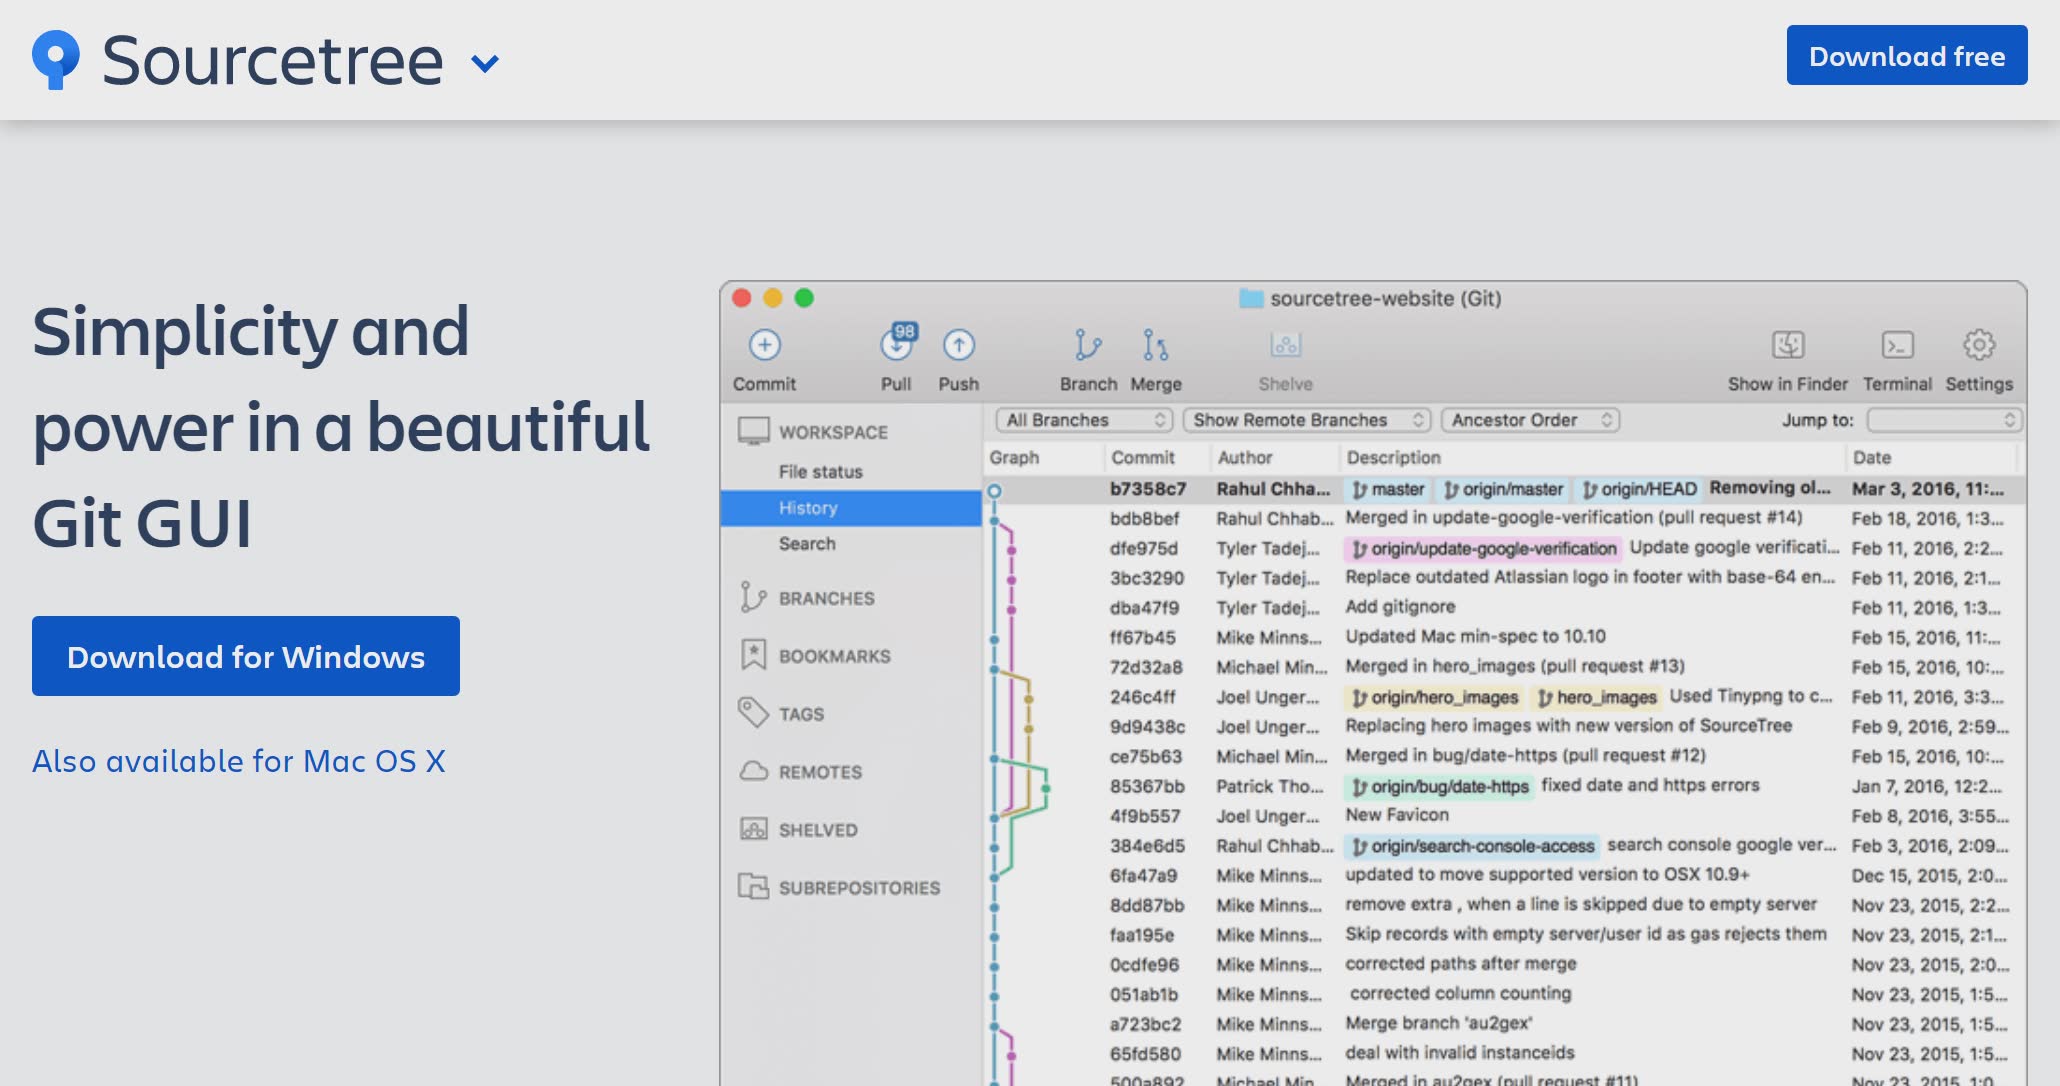 Sourcetree
Download free
Simplicity and
power in a beautiful
Git GUI
Download for Windows
Also available for Mac OS X
sourcetree-website (Git)
98
Commit Pull Push Branch Merge Shelve Show in Finder Terminal Settings
WORKSPACE
File status
History
Search
BRANCHES
BOOKMARKS
TAGS
REMOTES
SHELVED
SUBREPOSITORIES
All Branches Show Remote Branches Ancestor Order Jump to:
Graph Commit Author Description Date
b7358c7 Rahul Chha... master origin/master origin/HEAD Removing ol... Mar 3, 2016, 11:...
bdb8bef Rahul Chhab... Merged in update-google-verification (pull request #14) Feb 18, 2016, 1:3...
dfe975d Tyler Tadej... origin/update-google-verification Update google verificati... Feb 11, 2016, 2:2...
3bc3290 Tyler Tadej... Replace outdated Atlassian logo in footer with base-64 en... Feb 11, 2016, 2:1...
dba47f9 Tyler Tadej... Add gitignore Feb 11, 2016, 1:3...
ff67b45 Mike Minns... Updated Mac min-spec to 10.10 Feb 15, 2016, 11:...
72d32a8 Michael Min... Merged in hero_images (pull request #13) Feb 15, 2016, 10:...
246c4ff Joel Unger... origin/hero_images hero_images Used Tinypng to c... Feb 11, 2016, 3:3...
9d9438c Joel Unger... Replacing hero images with new version of SourceTree Feb 9, 2016, 2:59...
ce75b63 Michael Min... Merged in bug/date-https (pull request #12) Feb 15, 2016, 10:...
85367bb Patrick Tho... origin/bug/date-https fixed date and https errors Jan 7, 2016, 12:2...
4f9b557 Joel Unger... New Favicon Feb 8, 2016, 3:55...
384e6d5 Rahul Chhab... origin/search-console-access search console google ver... Feb 3, 2016, 2:09...
6fa47a9 Mike Minns... updated to move supported version to OSX 10.9+ Dec 15, 2015, 2:0...
8dd87bb Mike Minns... remove extra , when a line is skipped due to empty server Nov 23, 2015, 2:2...
faa195e Mike Minns... Skip records with empty server/user id as gas rejects them Nov 23, 2015, 2:1...
0cdfe96 Mike Minns... corrected paths after merge Nov 23, 2015, 2:0...
051ab1b Mike Minns... corrected column counting Nov 23, 2015, 1:5...
a723bc2 Mike Minns... Merge branch 'au2gex' Nov 23, 2015, 1:5...
65fd580 Mike Minns... deal with invalid instanceids Nov 23, 2015, 1:5...
500a892 Michael Min... Merged in au2gex (pull request #11) Nov 23, 2015, 1:5...